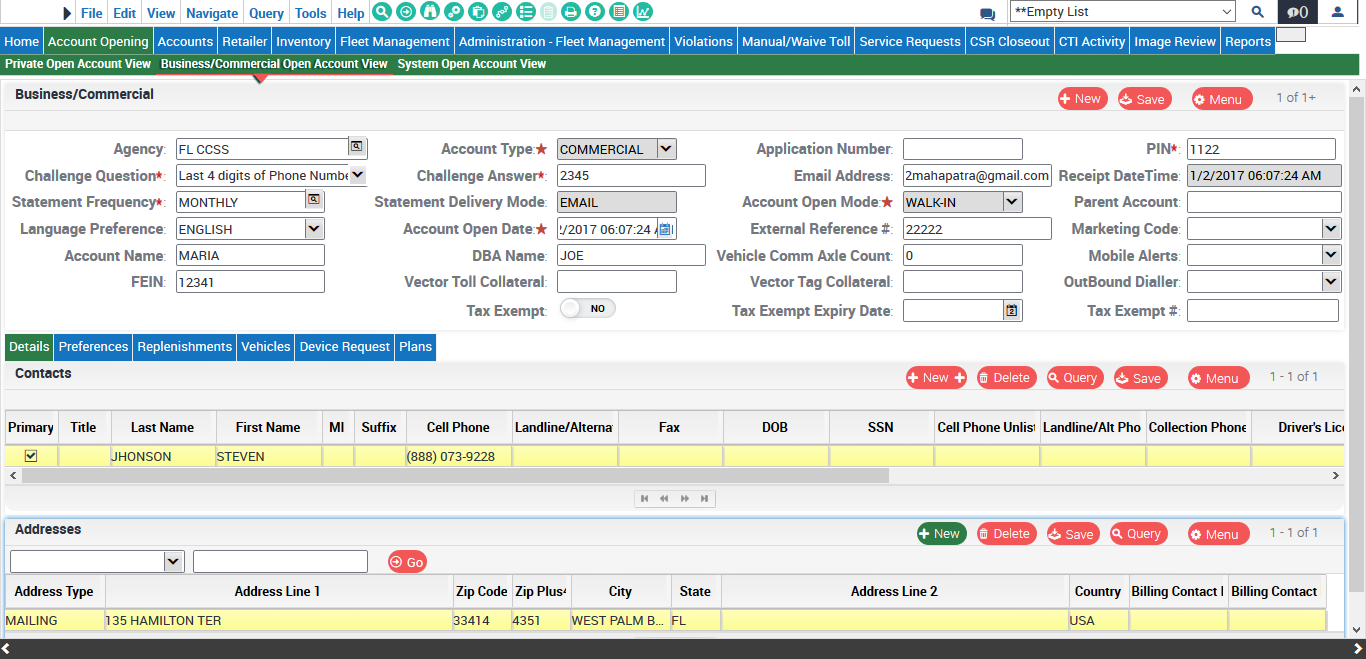 File Edit View Navigate Query Tools Help **Empty List 0
Home Account Opening Accounts Retailer Inventory Fleet Management Administration - Fleet Management Violations Manual/Waive Toll Service Requests CSR Closeout CTI Activity Image Review Reports
Private Open Account View Business/Commercial Open Account View System Open Account View
Business/Commercial New Save Menu 1 of 1+
Agency: FL CCSS Account Type:★ COMMERCIAL Application Number: PIN*: 1122
Challenge Question*: Last 4 digits of Phone Numbe Challenge Answer*: 2345 Email Address: 2mahapatra@gmail.com Receipt DateTime: 1/2/2017 06:07:24 AM
Statement Frequency*: MONTHLY Statement Delivery Mode: EMAIL Account Open Mode:★ WALK-IN Parent Account:
Language Preference: ENGLISH Account Open Date:★ :/2017 06:07:24 External Reference #: 22222 Marketing Code:
Account Name: MARIA DBA Name: JOE Vehicle Comm Axle Count: 0 Mobile Alerts:
FEIN: 12341 Vector Toll Collateral: Vector Tag Collateral: OutBound Dialler:
Tax Exempt: NO Tax Exempt Expiry Date: Tax Exempt #:
Details Preferences Replenishments Vehicles Device Request Plans
Contacts New Delete Query Save Menu 1 - 1 of 1
Primary Title Last Name First Name MI Suffix Cell Phone Landline/Alterna Fax DOB SSN Cell Phone Unlist Landline/Alt Pho Collection Phone Driver's Lice
JHONSON STEVEN (888) 073-9228
Addresses New Delete Save Query Menu 1 - 1 of 1
Go
Address Type Address Line 1 Zip Code Zip Plus4 City State Address Line 2 Country Billing Contact I Billing Contact
MAILING 135 HAMILTON TER 33414 4351 WEST PALM B... FL USA